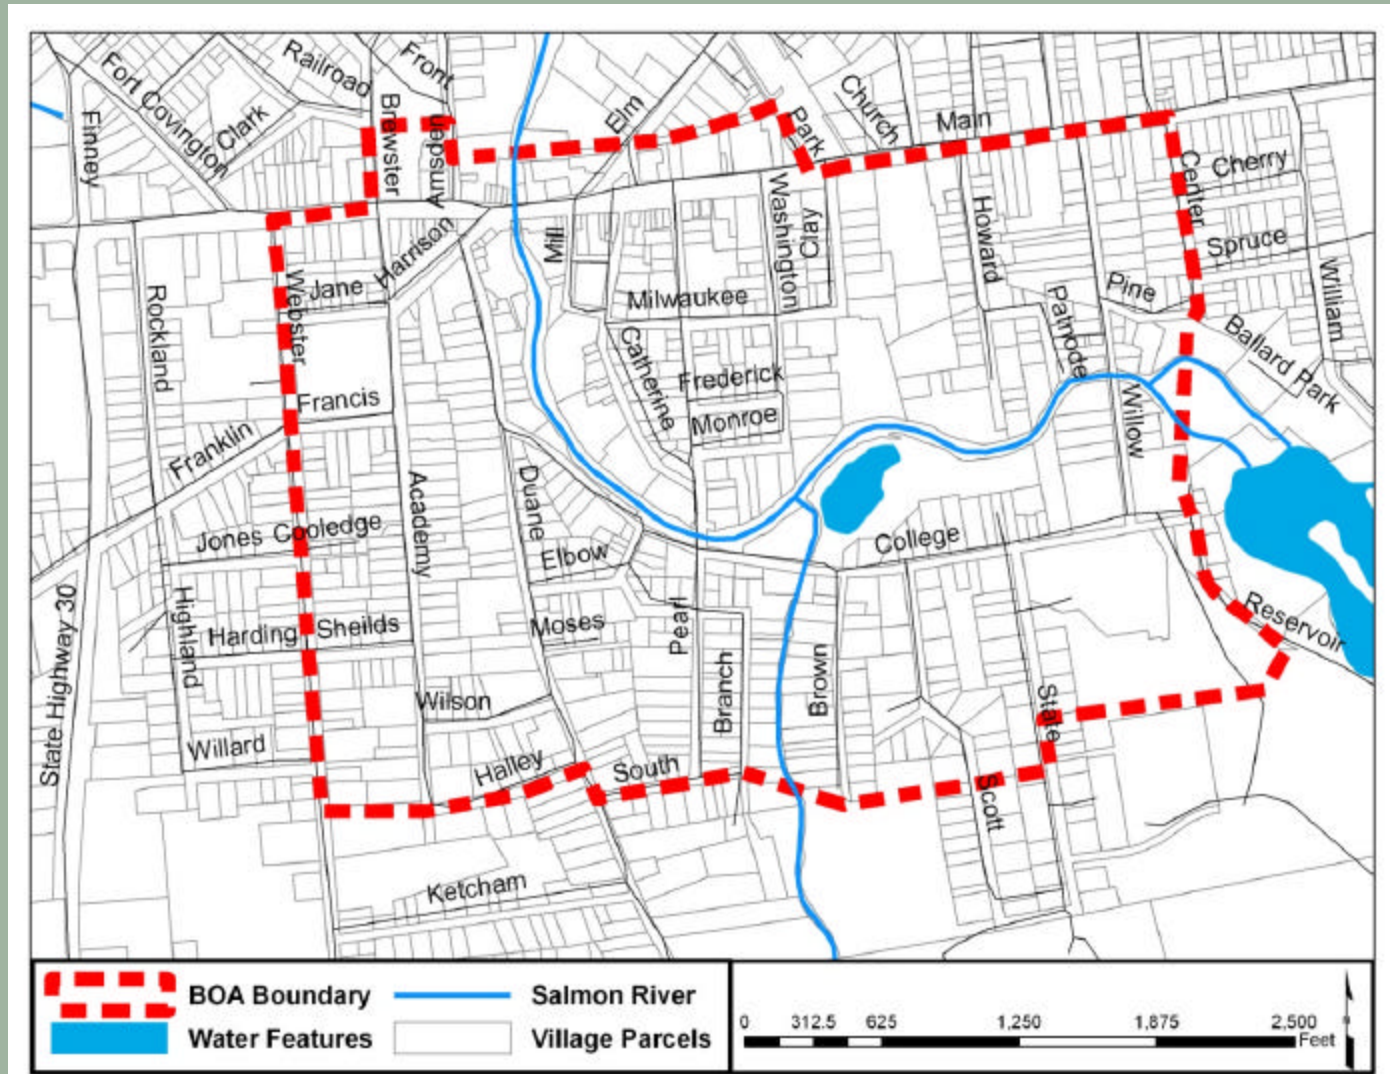 Railroad
Front
Fort Covington
Church
Elm
Clark
Brewster
Amsden
Park
Main
Finney
Cherry
Center
Washington
Clay
Howard
Harrison
Mill
Spruce
William
Jane
Webster
Rockland
Milwaukee
Pine
Patnode
Ballard Park
Catherine
Frederick
Francis
Monroe
Willow
Franklin
Academy
Duane
Jones
Cooledge
Elbow
College
Highland
Harding
Sheilds
Moses
Pearl
Reservoir
State Highway 30
Branch
Brown
Wilson
State
Willard
Halley
South
Scott
Ketcham
BOA Boundary
Salmon River
Water Features
Village Parcels
0 312.5 625 1,250 1,875 2,500
Feet